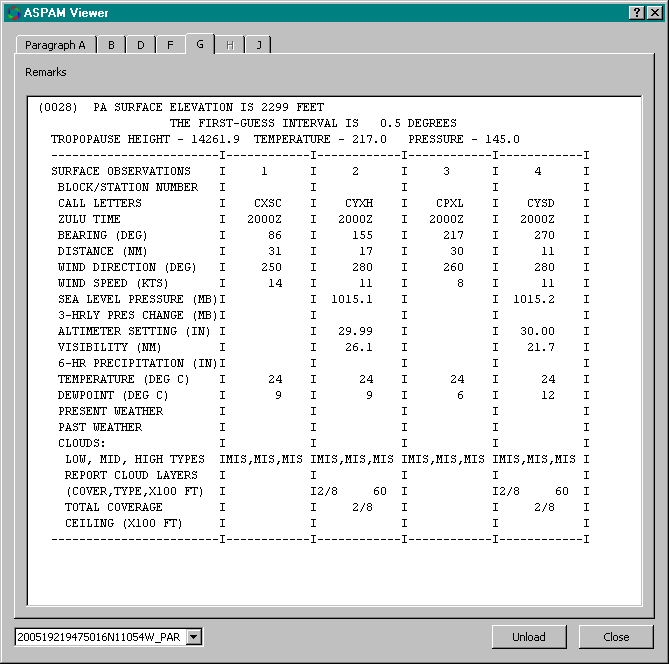 ASPAM Viewer
Paragraph A B D F G H J
Remarks
(0028)  PA SURFACE ELEVATION IS 2299 FEET
THE FIRST-GUESS INTERVAL IS   0.5 DEGREES
TROPOPAUSE HEIGHT - 14261.9  TEMPERATURE - 217.0   PRESSURE - 145.0
------------------------I------------I------------I------------I------------I
SURFACE OBSERVATIONS    I     1      I     2      I     3      I     4      I
BLOCK/STATION NUMBER   I            I            I            I            I
CALL LETTERS           I    CXSC    I    CYXH    I    CPXL    I    CYSD    I
ZULU TIME              I   2000Z    I   2000Z    I   2000Z    I   2000Z    I
BEARING (DEG)          I      86    I     155    I     217    I     270    I
DISTANCE (NM)          I      31    I      17    I      30    I      11    I
WIND DIRECTION (DEG)   I     250    I     280    I     260    I     280    I
WIND SPEED (KTS)       I      14    I      11    I       8    I      11    I
SEA LEVEL PRESSURE (MB)I            I  1015.1    I            I  1015.2    I
3-HRLY PRES CHANGE (MB)I            I            I            I            I
ALTIMETER SETTING (IN) I            I   29.99    I            I   30.00    I
VISIBILITY (NM)        I            I    26.1    I            I    21.7    I
6-HR PRECIPITATION (IN)I            I            I            I            I
TEMPERATURE (DEG C)    I      24    I      24    I      24    I      24    I
DEWPOINT (DEG C)       I       9    I       9    I       6    I      12    I
PRESENT WEATHER        I            I            I            I            I
PAST WEATHER           I            I            I            I            I
CLOUDS:                I            I            I            I            I
LOW, MID, HIGH TYPES  IMIS,MIS,MIS IMIS,MIS,MIS IMIS,MIS,MIS IMIS,MIS,MIS I
REPORT CLOUD LAYERS   I            I            I            I            I
(COVER,TYPE,X100 FT)  I            I2/8     60  I            I2/8     60  I
TOTAL COVERAGE        I            I     2/8    I            I     2/8    I
CEILING (X100 FT)     I            I            I            I            I
------------------------I------------I------------I------------I------------I
200519219475016N11054W_PAR Unload Close